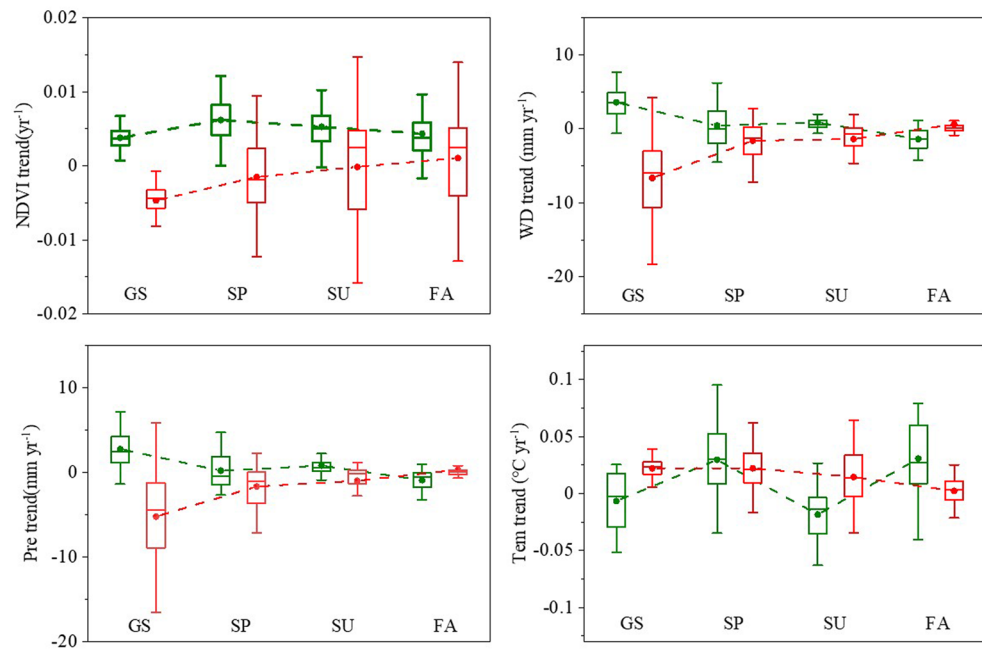 0.02
0.01
0
-0.01
-0.02
NDVI trend(yr⁻¹)
GS SP SU FA
10
0
-10
-20
WD trend (mm yr⁻¹)
GS SP SU FA
10
0
-10
-20
Pre trend(mm yr⁻¹)
GS SP SU FA
0.1
0.05
0
-0.05
-0.1
Tem trend (°C yr⁻¹)
GS SP SU FA